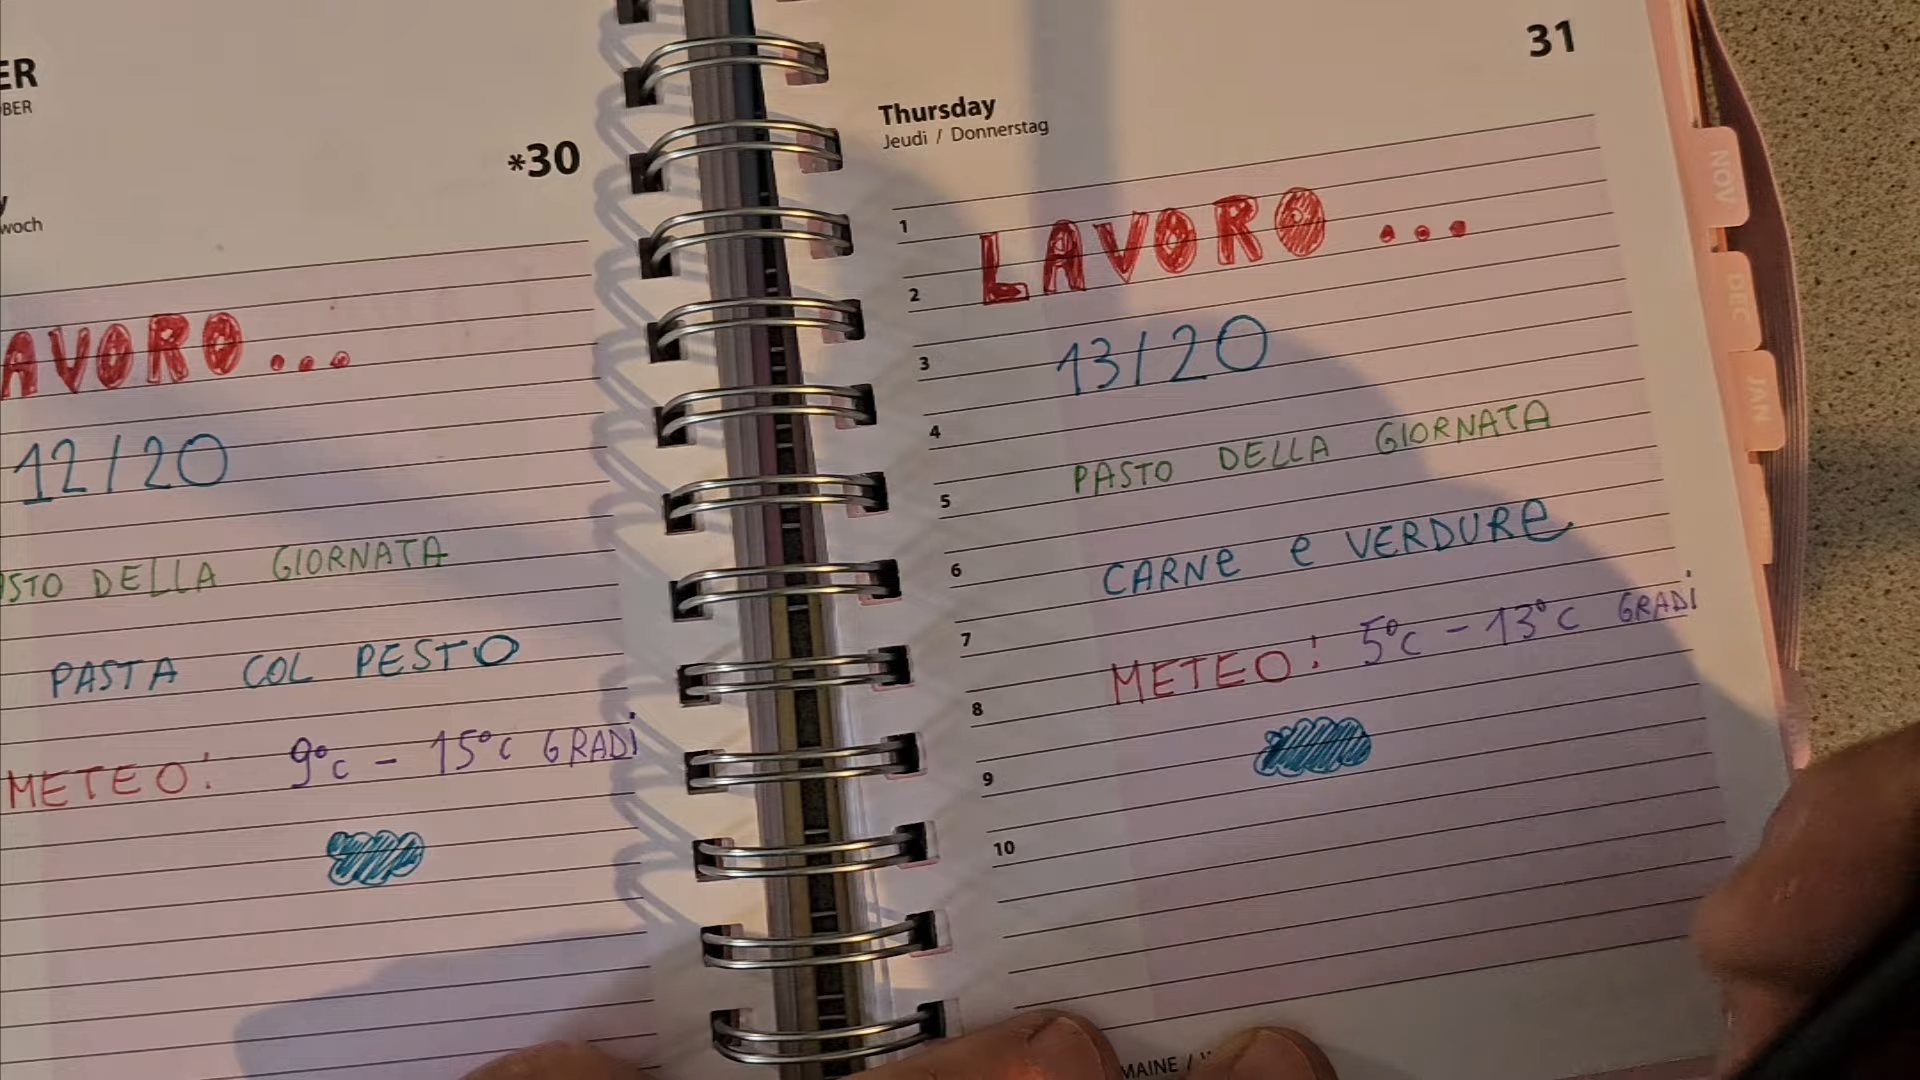 ER
BER
*30
y
woch
AVORO...
12/20
STO DELLA GIORNATA
PASTA COL PESTO
METEO: 9°C - 15°C GRADI
31
Thursday
Jeudi / Donnerstag
1
LAVORO...
2
3
13/20
4
PASTO DELLA GIORNATA
5
CARNE E VERDURE
6
7
METEO: 5°C - 13°C GRADI
8
9
10
MAINE /
NOV
DEC
JAN